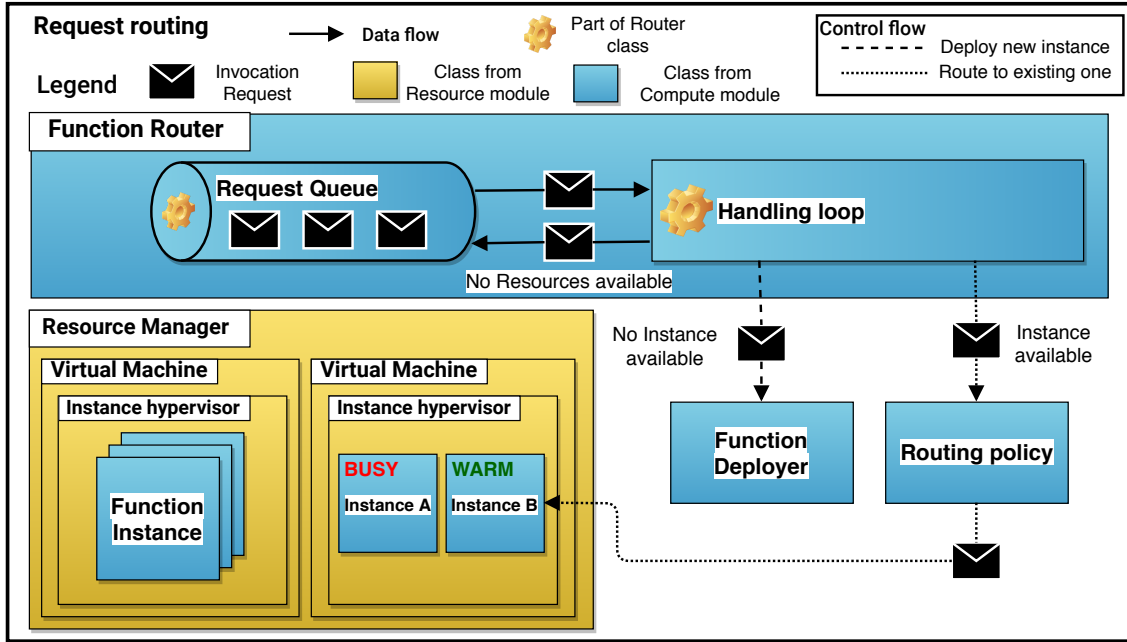 Request routing
Data flow
Part of Router
class
Control flow
Deploy new instance
Route to existing one
Legend
Invocation
Request
Class from
Resource module
Class from
Compute module
Function Router
Request Queue
Handling loop
No Resources available
No Instance
available
Instance
available
Resource Manager
Virtual Machine
Instance hypervisor
Function
Instance
Virtual Machine
Instance hypervisor
BUSY
Instance A
WARM
Instance B
Function
Deployer
Routing policy